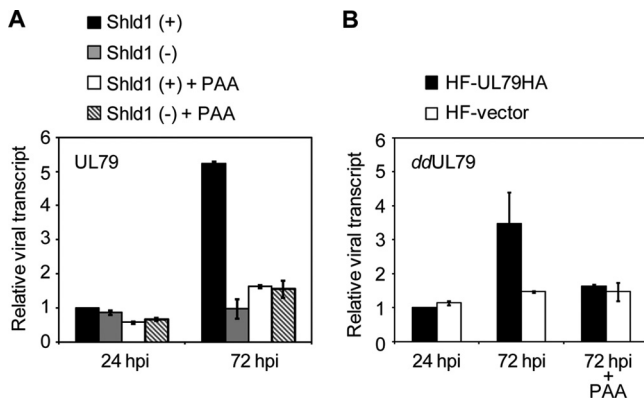 A
Shld1 (+)
Shld1 (-)
Shld1 (+) + PAA
Shld1 (-) + PAA
UL79
Relative viral transcript
6
5
4
3
2
1
0
24 hpi
72 hpi
B
HF-UL79HA
HF-vector
ddUL79
Relative viral transcript
6
5
4
3
2
1
0
24 hpi
72 hpi
72 hpi
+
PAA